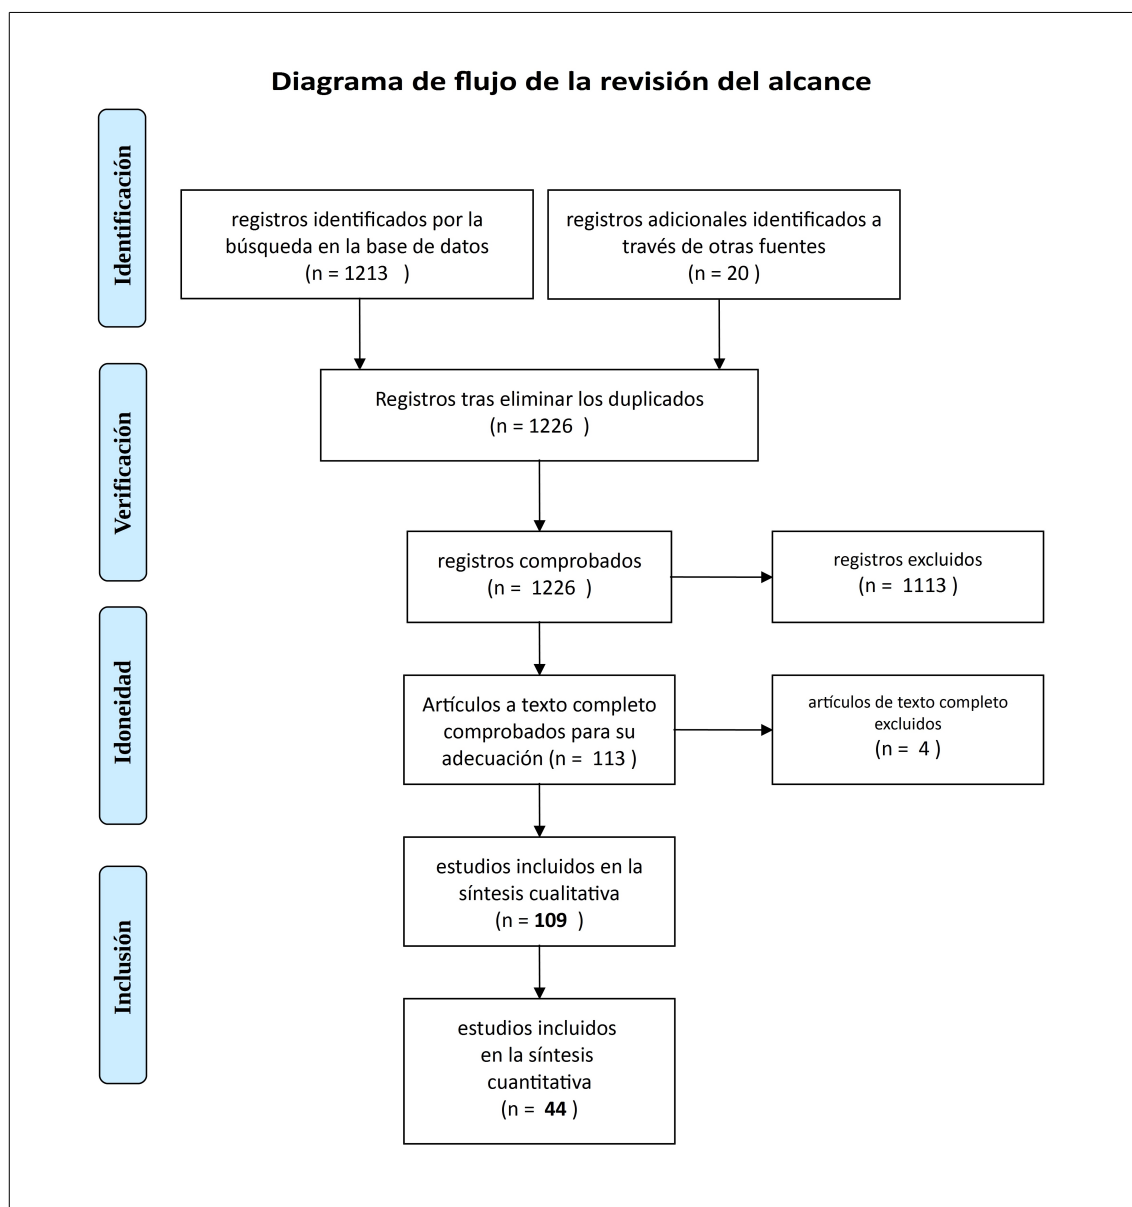 Diagrama de flujo de la revisión del alcance
Identificación
registros identificados por la
búsqueda en la base de datos
(n = 1213 )
registros adicionales identificados a
través de otras fuentes
(n = 20 )
Verificación
Registros tras eliminar los duplicados
(n = 1226 )
registros comprobados
(n = 1226 )
registros excluidos
(n = 1113 )
Idoneidad
Artículos a texto completo
comprobados para su
adecuación (n = 113 )
artículos de texto completo
excluidos
(n = 4 )
Inclusión
estudios incluidos en la
síntesis cualitativa
(n = 109 )
estudios incluidos
en la síntesis
cuantitativa
(n = 44 )